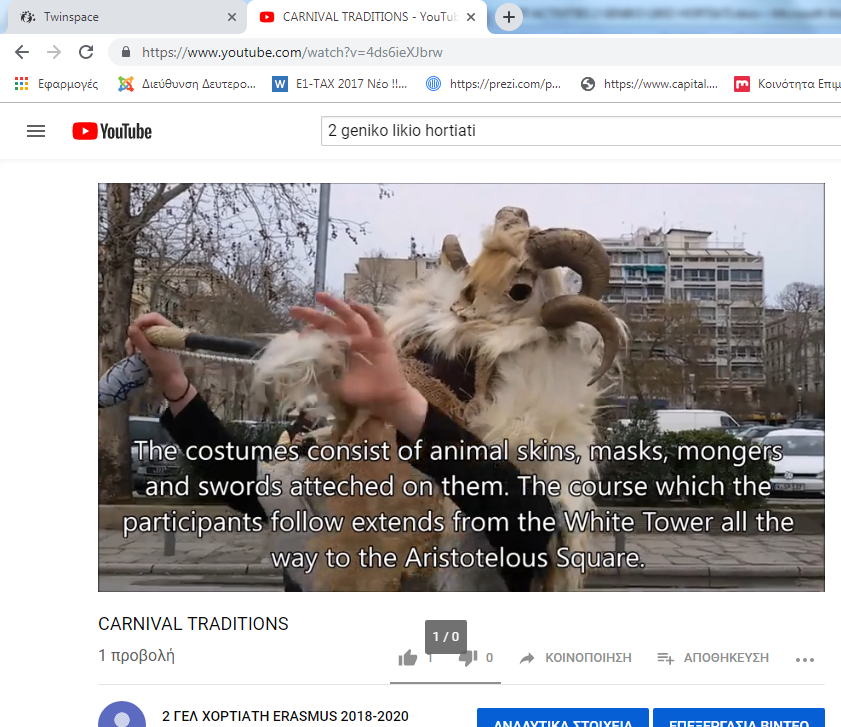 Twinspace
CARNIVAL TRADITIONS - YouTub
https://www.youtube.com/watch?v=4ds6ieXJbrw
Εφαρμογές
Διεύθυνση Δευτερο...
E1-TAX 2017 Νέο !!...
https://prezi.com/p...
https://www.capital....
Κοινότητα Επιμ
YouTube
2 geniko likio hortiati
The costumes consist of animal skins, masks, mongers
and swords atteched on them. The course which the
participants follow extends from the White Tower all the
way to the Aristotelous Square.
CARNIVAL TRADITIONS
1 / 0
1 προβολή
1
0
ΚΟΙΝΟΠΟΙΗΣΗ
ΑΠΟΘΗΚΕΥΣΗ
2 ΓΕΛ ΧΟΡΤΙΑΤΗ ERASMUS 2018-2020
ΑΝΑΛΥΤΙΚΑ ΣΤΟΙΧΕΙΑ
ΕΠΕΞΕΡΓΑΣΙΑ ΒΙΝΤΕΟ